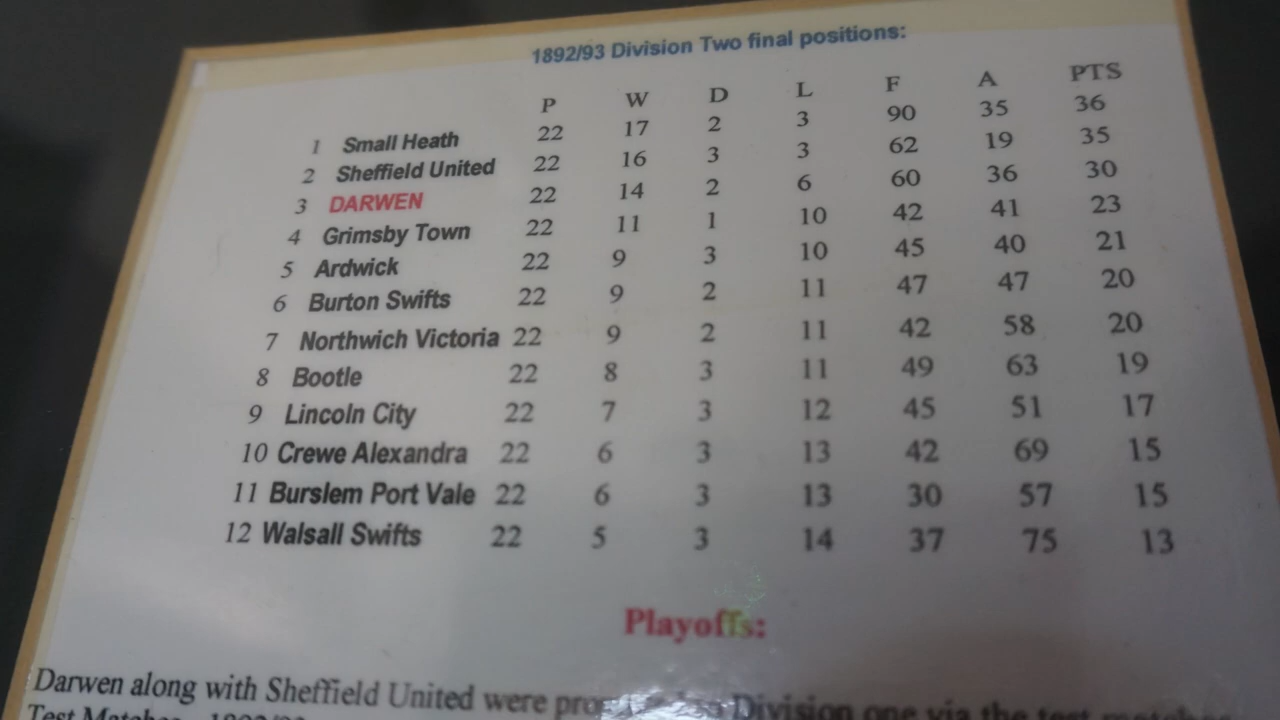 1892/93 Division Two final positions:
P W D L F A PTS
1 Small Heath 22 17 2 3 90 35 36
2 Sheffield United 22 16 3 3 62 19 35
3 DARWEN 22 14 2 6 60 36 30
4 Grimsby Town 22 11 1 10 42 41 23
5 Ardwick 22 9 3 10 45 40 21
6 Burton Swifts 22 9 2 11 47 47 20
7 Northwich Victoria 22 9 2 11 42 58 20
8 Bootle 22 8 3 11 49 63 19
9 Lincoln City 22 7 3 12 45 51 17
10 Crewe Alexandra 22 6 3 13 42 69 15
11 Burslem Port Vale 22 6 3 13 30 57 15
12 Walsall Swifts 22 5 3 14 37 75 13
Playoffs:
Darwen along with Sheffield United were Division one via the test
Test Matches